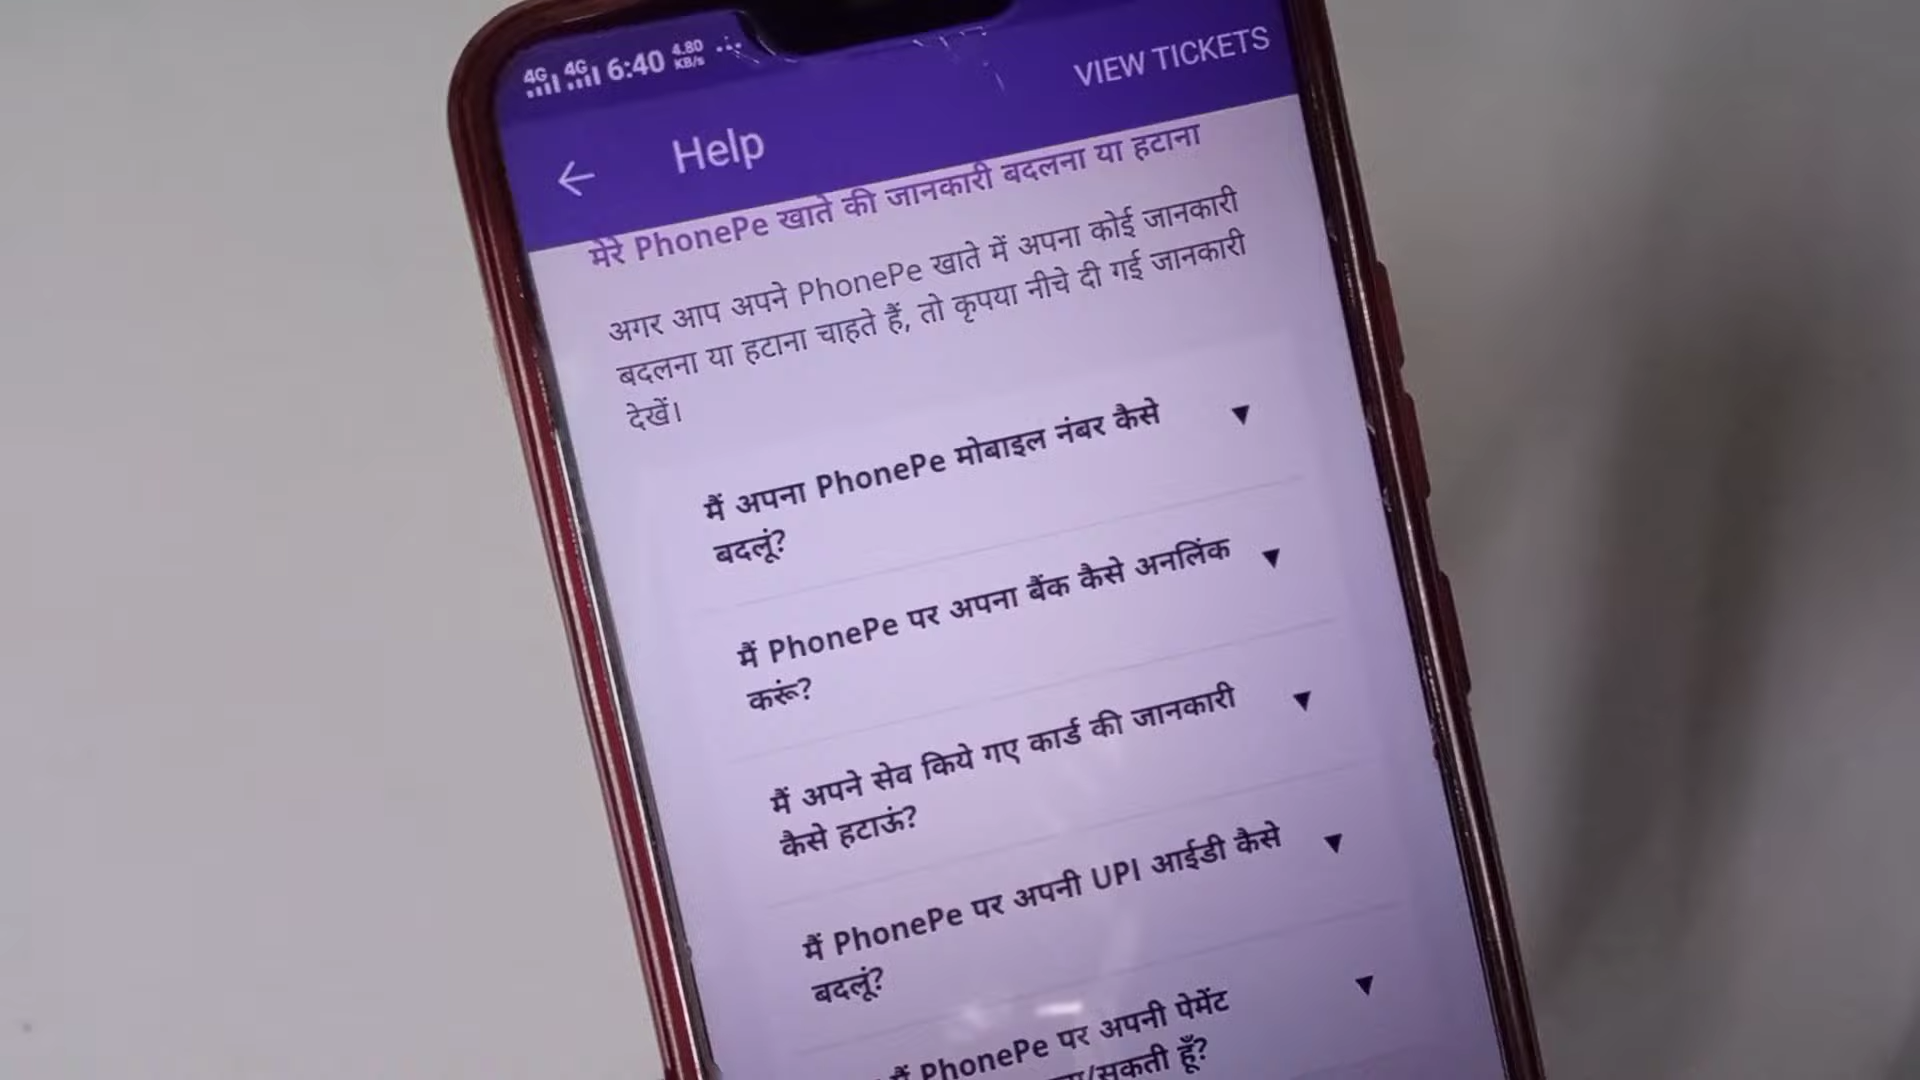 4G 4G 6:40 4.80 KB/s
VIEW TICKETS
Help
मेरे PhonePe खाते की जानकारी बदलना या हटाना
अगर आप अपने PhonePe खाते में अपना कोई जानकारी
बदलना या हटाना चाहते हैं, तो कृपया नीचे दी गई जानकारी
देखें।
मैं अपना PhonePe मोबाइल नंबर कैसे
बदलूं?
मैं PhonePe पर अपना बैंक कैसे अनलिंक
करूं?
मैं अपने सेव किये गए कार्ड की जानकारी
कैसे हटाऊं?
मैं PhonePe पर अपनी UPI आईडी कैसे
बदलूं?
मैं PhonePe पर अपनी पेमेंट
हूँ?